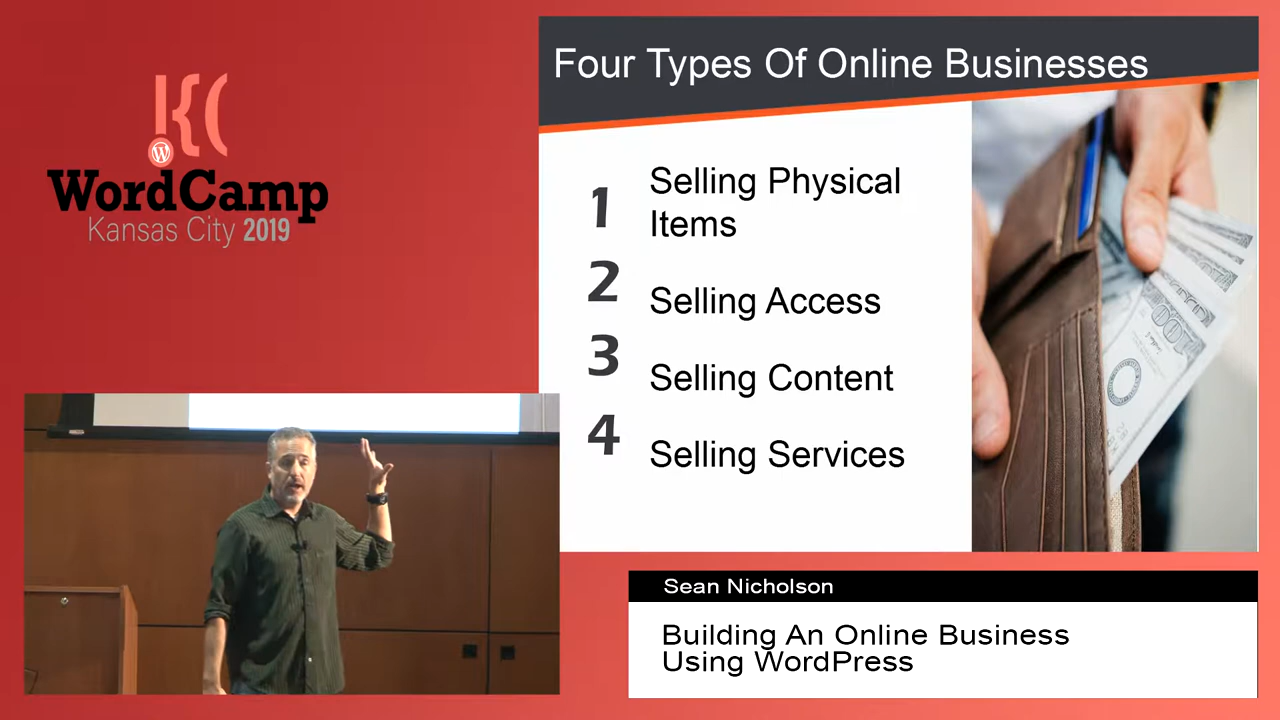 KC
WordCamp
Kansas City 2019
Four Types Of Online Businesses
1 Selling Physical
Items
2 Selling Access
3 Selling Content
4 Selling Services
100
Sean Nicholson
Building An Online Business
Using WordPress